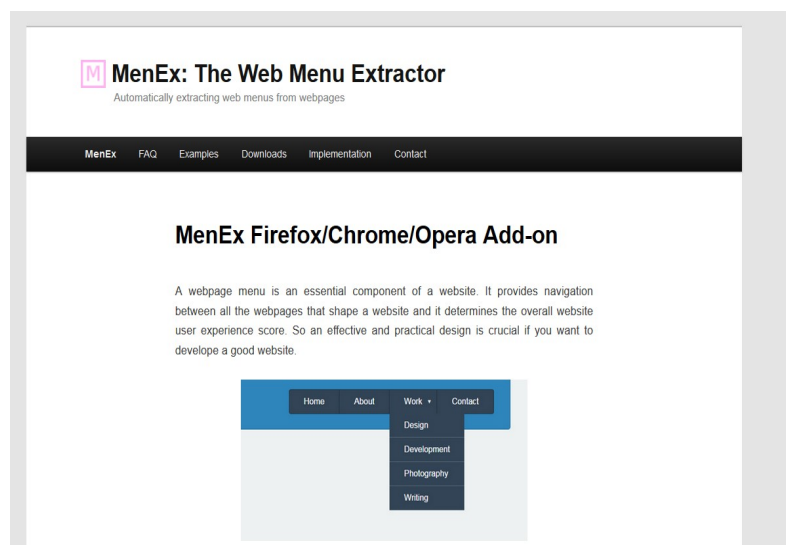 M MenEx: The Web Menu Extractor
Automatically extracting web menus from webpages
MenEx FAQ Examples Downloads Implementation Contact
MenEx Firefox/Chrome/Opera Add-on
A webpage menu is an essential component of a website. It provides navigation
between all the webpages that shape a website and it determines the overall website
user experience score. So an effective and practical design is crucial if you want to
develope a good website.
Home About Work ▾ Contact
Design
Development
Photography
Writing